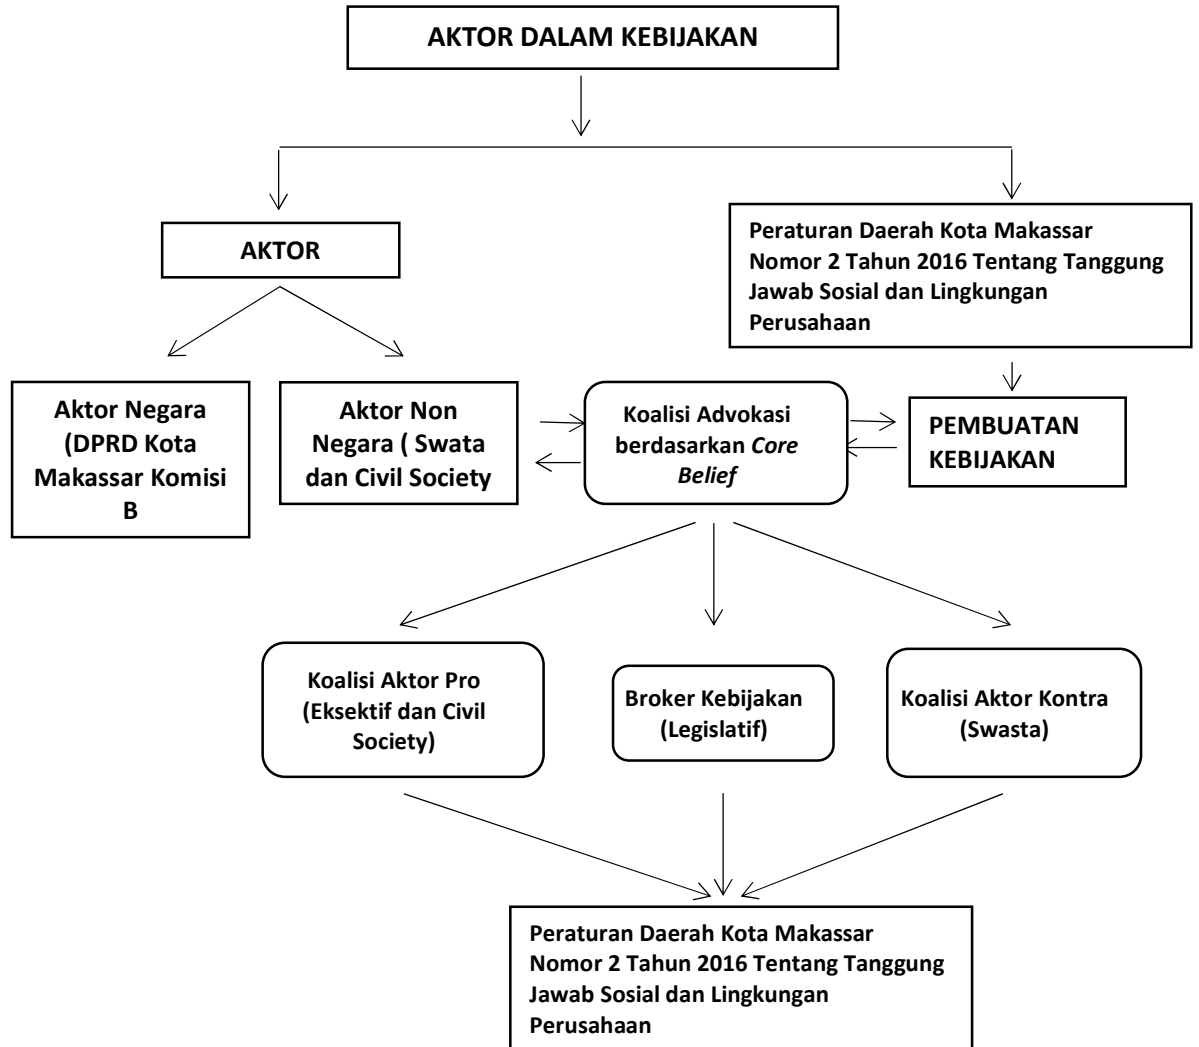 AKTOR DALAM KEBIJAKAN
AKTOR
Peraturan Daerah Kota Makassar
Nomor 2 Tahun 2016 Tentang Tanggung
Jawab Sosial dan Lingkungan
Perusahaan
Aktor Negara
(DPRD Kota
Makassar Komisi
B
Aktor Non
Negara ( Swata
dan Civil Society
Koalisi Advokasi
berdasarkan Core
Belief
PEMBUATAN
KEBIJAKAN
Koalisi Aktor Pro
(Eksektif dan Civil
Society)
Broker Kebijakan
(Legislatif)
Koalisi Aktor Kontra
(Swasta)
Peraturan Daerah Kota Makassar
Nomor 2 Tahun 2016 Tentang Tanggung
Jawab Sosial dan Lingkungan
Perusahaan